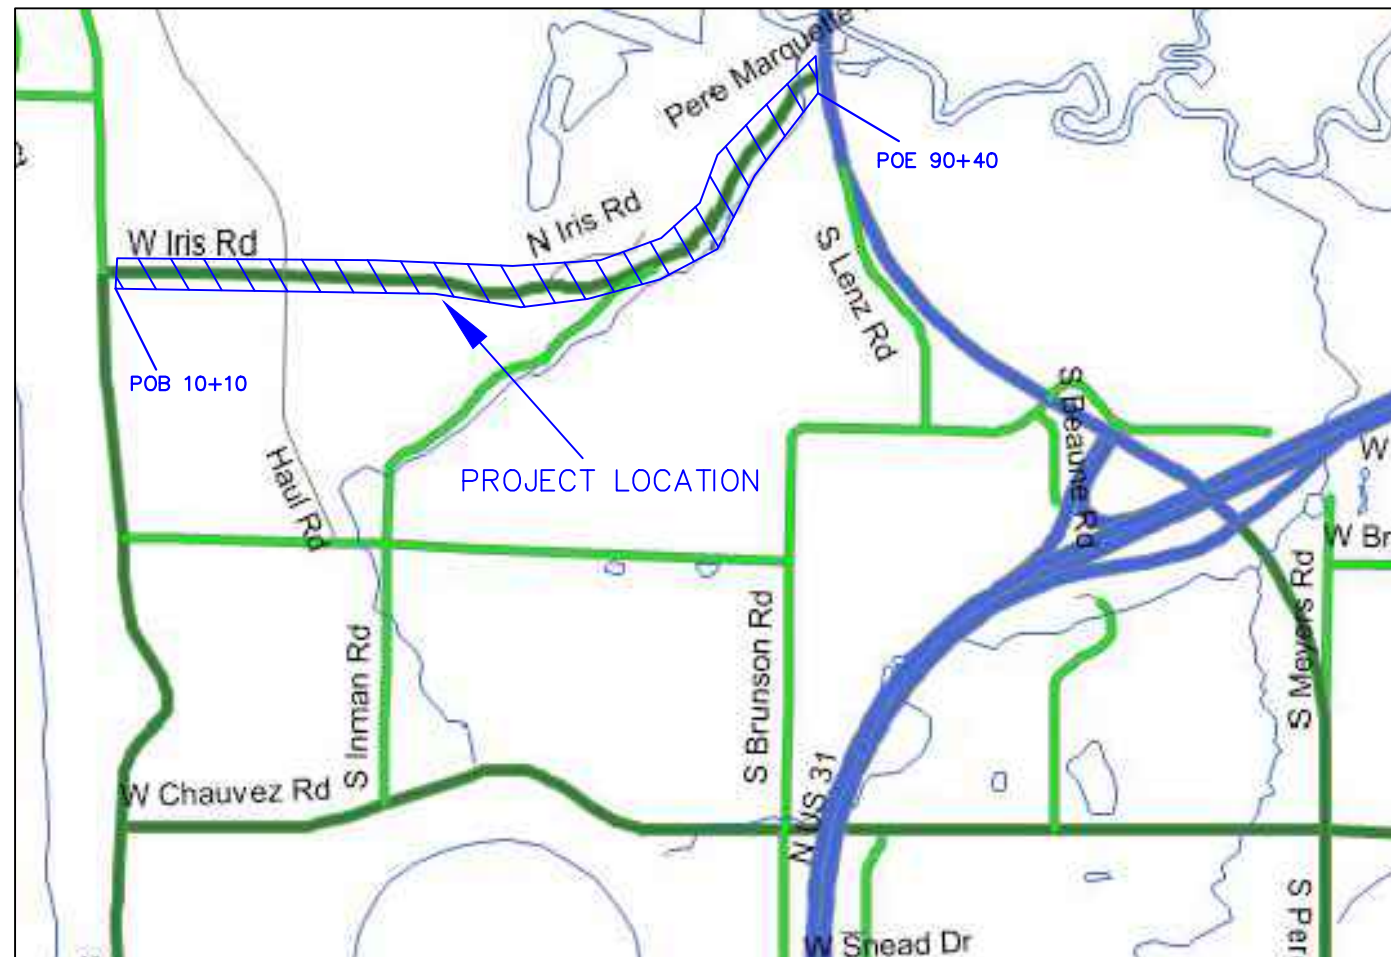 Pere Marquette
POE 90+40
N Iris Rd
W Iris Rd
S Lenz Rd
POB 10+10
S Beaune Rd
W
PROJECT LOCATION
Haul Rd
W Br
S Meyers Rd
S Brunson Rd
S Inman Rd
N US 31
W Chauvez Rd
S Per
W Snead Dr